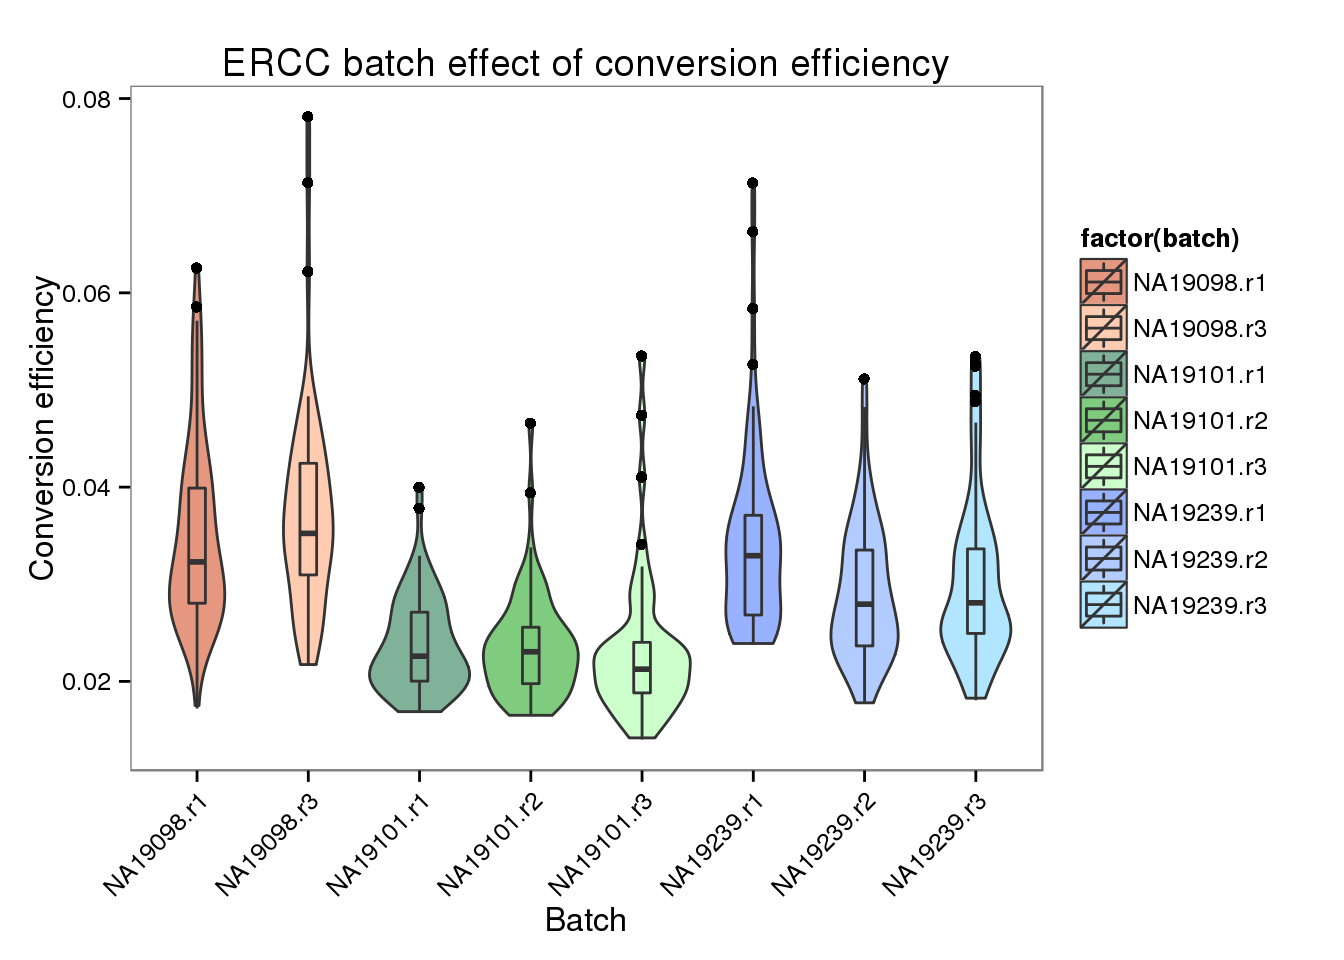 ERCC batch effect of conversion efficiency
0.08
0.06
0.04
0.02
Conversion efficiency
NA19098.r1
NA19098.r3
NA19101.r1
NA19101.r2
NA19101.r3
NA19239.r1
NA19239.r2
NA19239.r3
Batch
factor(batch)
NA19098.r1
NA19098.r3
NA19101.r1
NA19101.r2
NA19101.r3
NA19239.r1
NA19239.r2
NA19239.r3